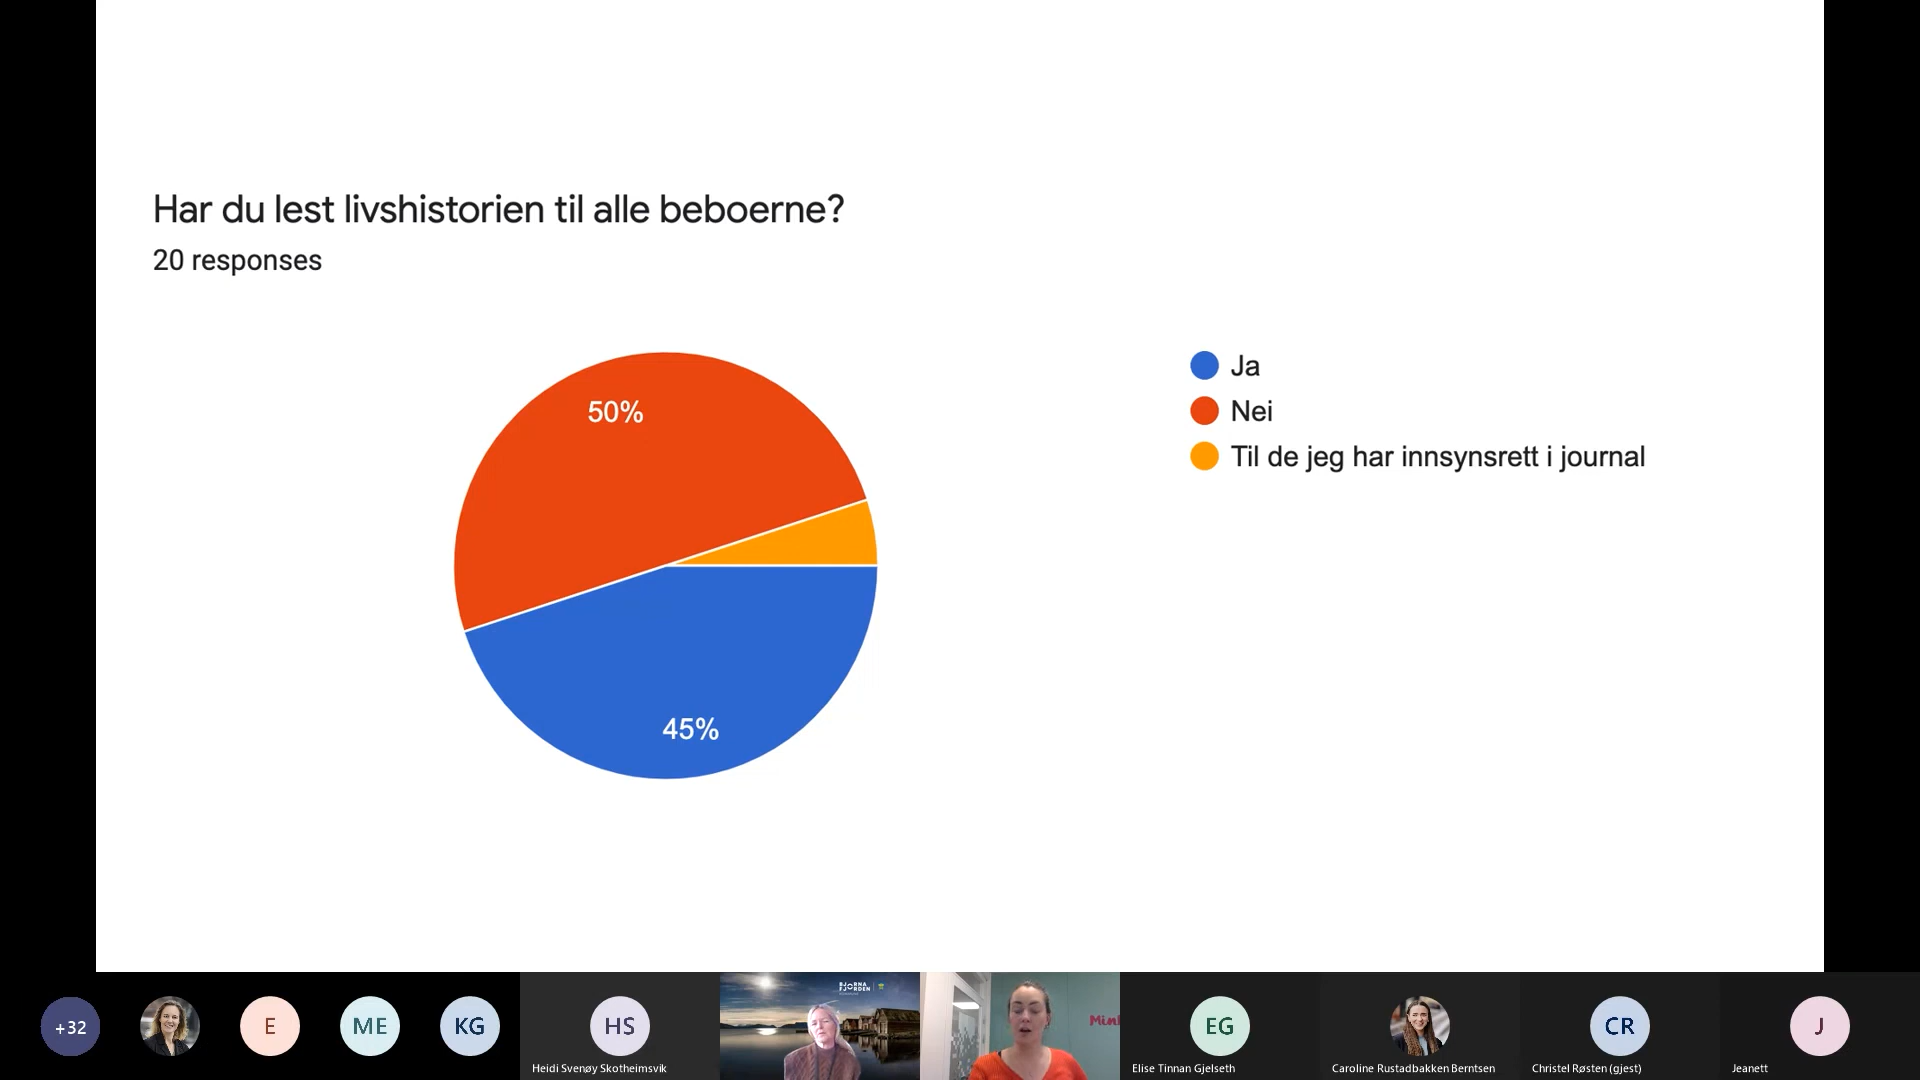 Har du lest livshistorien til alle beboerne?
20 responses
50%
45%
Ja
Nei
Til de jeg har innsynsrett i journal
+32
E
ME
KG
HS
Heidi Svenøy Skotheimsvik
BJØRNA
FJORDEN
EG
Elise Tinnan Gjelseth
Caroline Rustadbakken Berntsen
CR
Christel Røsten (gjest)
J
Jeanett